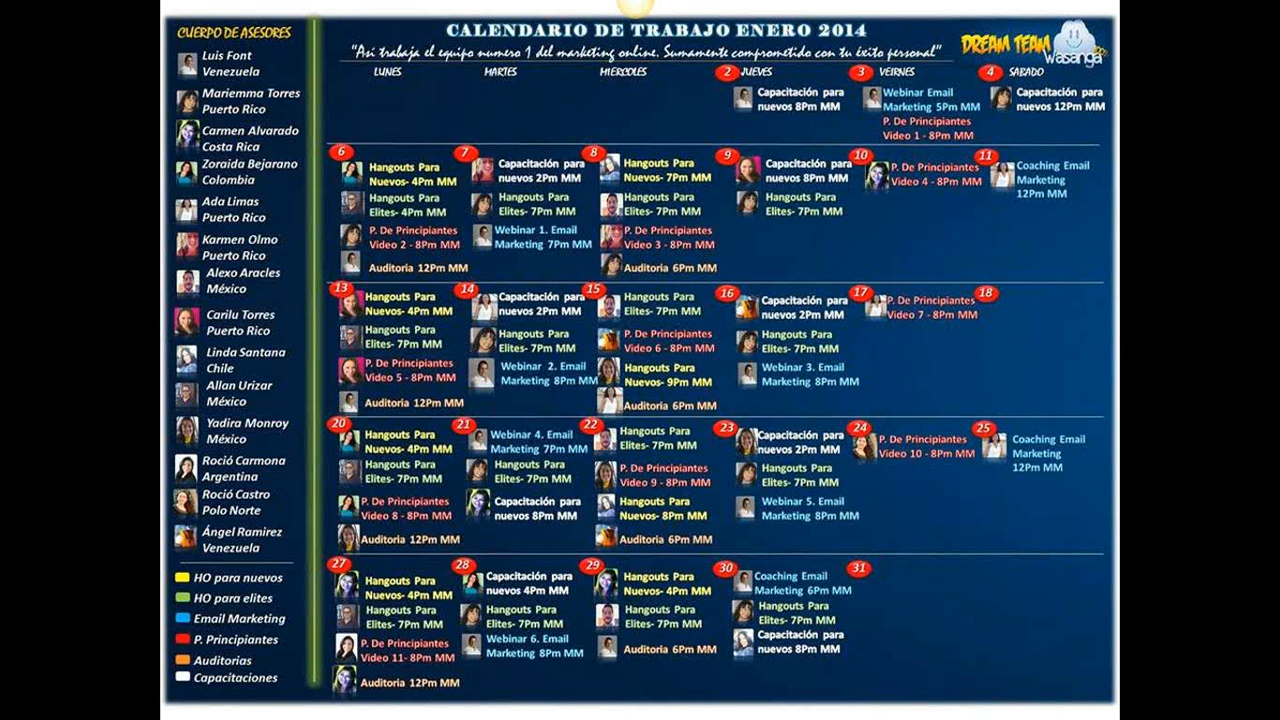 CALENDARIO DE TRABAJO ENERO 2014
"Así trabaja el equipo numero 1 del marketing online. Sumamente comprometido con tu éxito personal"
DREAM TEAM
wasanga
CUERPO DE ASESORES
Luis Font
Venezuela
Mariemma Torres
Puerto Rico
Carmen Alvarado
Costa Rica
Zoraida Bejarano
Colombia
Ada Limas
Puerto Rico
Karmen Olmo
Puerto Rico
Alexo Aracles
México
Carilu Torres
Puerto Rico
Linda Santana
Chile
Allan Urizar
México
Yadira Monroy
México
Roció Carmona
Argentina
Roció Castro
Polo Norte
Ángel Ramirez
Venezuela
HO para nuevos
HO para elites
Email Marketing
P. Principiantes
Auditorias
Capacitaciones
LUNES
MARTES
MIERCOLES
JUEVES
VEIRNES
SABADO
2
Capacitación para
nuevos 8Pm MM
3
Webinar Email
Marketing 5Pm MM
P. De Principiantes
Video 1 - 8Pm MM
4
Capacitación para
nuevos 12Pm MM
6
Hangouts Para
Nuevos- 4Pm MM
Hangouts Para
Elites- 4Pm MM
P. De Principiantes
Video 2 - 8Pm MM
Auditoria 12Pm MM
7
Capacitación para
nuevos 2Pm MM
Hangouts Para
Elites- 7Pm MM
Webinar 1. Email
Marketing 7Pm MM
8
Hangouts Para
Nuevos- 7Pm MM
Hangouts Para
Elites- 7Pm MM
P. De Principiantes
Video 3 - 8Pm MM
Auditoria 6Pm MM
9
Capacitación para
nuevos 8Pm MM
Hangouts Para
Elites- 7Pm MM
10
P. De Principiantes
Video 4 - 8Pm MM
11
Coaching Email
Marketing
12Pm MM
13
Hangouts Para
Nuevos- 4Pm MM
Hangouts Para
Elites- 7Pm MM
P. De Principiantes
Video 5 - 8Pm MM
Auditoria 12Pm MM
14
Capacitación para
nuevos 2Pm MM
Hangouts Para
Elites- 7Pm MM
Webinar 2. Email
Marketing 8Pm MM
15
Hangouts Para
Elites- 7Pm MM
P. De Principiantes
Video 6 - 8Pm MM
Hangouts Para
Nuevos- 9Pm MM
Auditoria 6Pm MM
16
Capacitación para
nuevos 2Pm MM
Hangouts Para
Elites- 7Pm MM
Webinar 3. Email
Marketing 8Pm MM
17
P. De Principiantes
Video 7 - 8Pm MM
18
20
Hangouts Para
Nuevos- 4Pm MM
Hangouts Para
Elites- 7Pm MM
P. De Principiantes
Video 8 - 8Pm MM
Auditoria 12Pm MM
21
Webinar 4. Email
Marketing 7Pm MM
Hangouts Para
Elites- 7Pm MM
Capacitación para
nuevos 8Pm MM
22
Hangouts Para
Elites- 7Pm MM
P. De Principiantes
Video 9 - 8Pm MM
Hangouts Para
Nuevos- 8Pm MM
Auditoria 6Pm MM
23
Capacitación para
nuevos 2Pm MM
Hangouts Para
Elites- 7Pm MM
Webinar 5. Email
Marketing 8Pm MM
24
P. De Principiantes
Video 10 - 8Pm MM
25
Coaching Email
Marketing
12Pm MM
27
Hangouts Para
Nuevos- 4Pm MM
Hangouts Para
Elites- 7Pm MM
P. De Principiantes
Video 11- 8Pm MM
Auditoria 12Pm MM
28
Capacitación para
nuevos 4Pm MM
Hangouts Para
Elites- 7Pm MM
Webinar 6. Email
Marketing 8Pm MM
29
Hangouts Para
Nuevos- 4Pm MM
Hangouts Para
Elites- 7Pm MM
Auditoria 6Pm MM
30
Coaching Email
Marketing 6Pm MM
Hangouts Para
Elites- 7Pm MM
Capacitación para
nuevos 8Pm MM
31